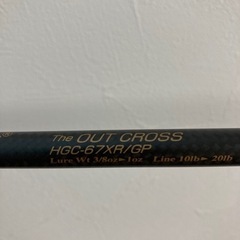 The OUT CROSS
HGC-67XR/GP
Lure Wt 3/8oz►1oz. Line 10lb►20lb